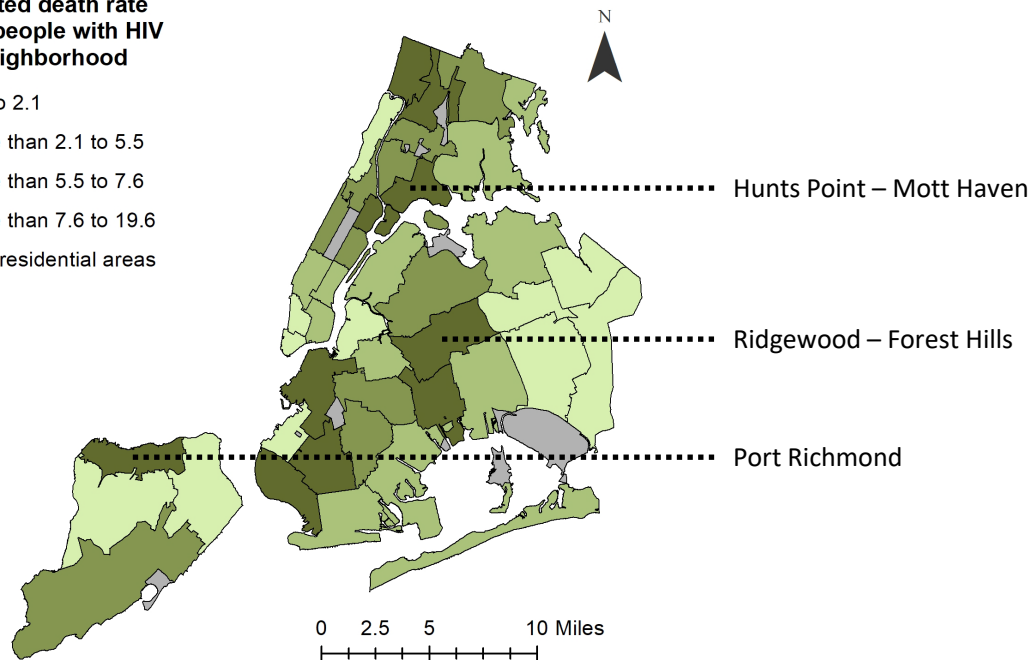 ted death rate
people with HIV
ighborhood
o 2.1
than 2.1 to 5.5
than 5.5 to 7.6
than 7.6 to 19.6
residential areas
N
Hunts Point – Mott Haven
Ridgewood – Forest Hills
Port Richmond
0 2.5 5 10 Miles